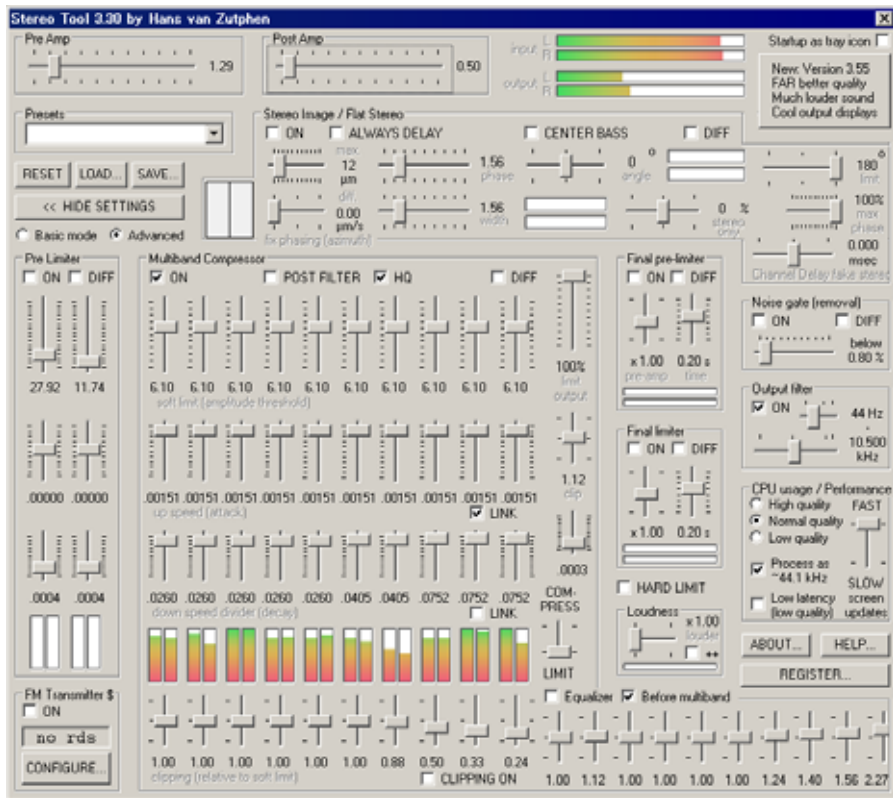 Stereo Tool 3.30 by Hans van Zutphen
Pre Amp
1.29
Post Amp
0.50
input L
R
output L
R
Startup as tray icon
New: Version 3.55
FAR better quality
Much louder sound
Cool output displays
Presets
RESET LOAD... SAVE...
<< HIDE SETTINGS
Basic mode Advanced
Stereo Image / Flat Stereo
ON ALWAYS DELAY CENTER BASS DIFF
max.
12
µm
1.56
phase
0 °
angle
180°
limit
diff.
0.00
µm/s
1.56
width
0 %
stereo
only
100%
max
phase
fix phasing (azimuth)
0.000
msec
Channel Delay fake stereo
Pre Limiter
ON DIFF
27.92 11.74
.00000 .00000
.0004 .0004
Multiband Compressor
ON POST FILTER HQ DIFF
6.10 6.10 6.10 6.10 6.10 6.10 6.10 6.10 6.10
soft limit (amplitude threshold)
.00151 .00151 .00151 .00151 .00151 .00151 .00151 .00151 .00151
up speed (attack)
LINK
.0260 .0260 .0260 .0260 .0405 .0405 .0752 .0752 .0752
down speed divider (decay)
LINK
1.00 1.00 1.00 1.00 1.00 0.88 0.50 0.33 0.24
clipping (relative to soft limit)
CLIPPING ON
100%
limit
output
1.12
clip
.0003
COM-
PRESS
LIMIT
Final pre-limiter
ON DIFF
x1.00 0.20 s
pre-amp time
Final limiter
ON DIFF
x1.00 0.20 s
HARD LIMIT
Loudness
x1.00
louder
↔
Noise gate (removal)
ON DIFF
below
0.80 %
Output filter
ON
44 Hz
-
10.500
kHz
CPU usage / Performance
High quality
Normal quality
Low quality
Process as
~44.1 kHz
Low latency
(low quality)
FAST
SLOW
screen
updates
ABOUT... HELP...
REGISTER...
FM Transmitter $
ON
no rds
CONFIGURE...
Equalizer Before multiband
1.00 1.12 1.00 1.00 1.00 1.00 1.24 1.40 1.56 2.27